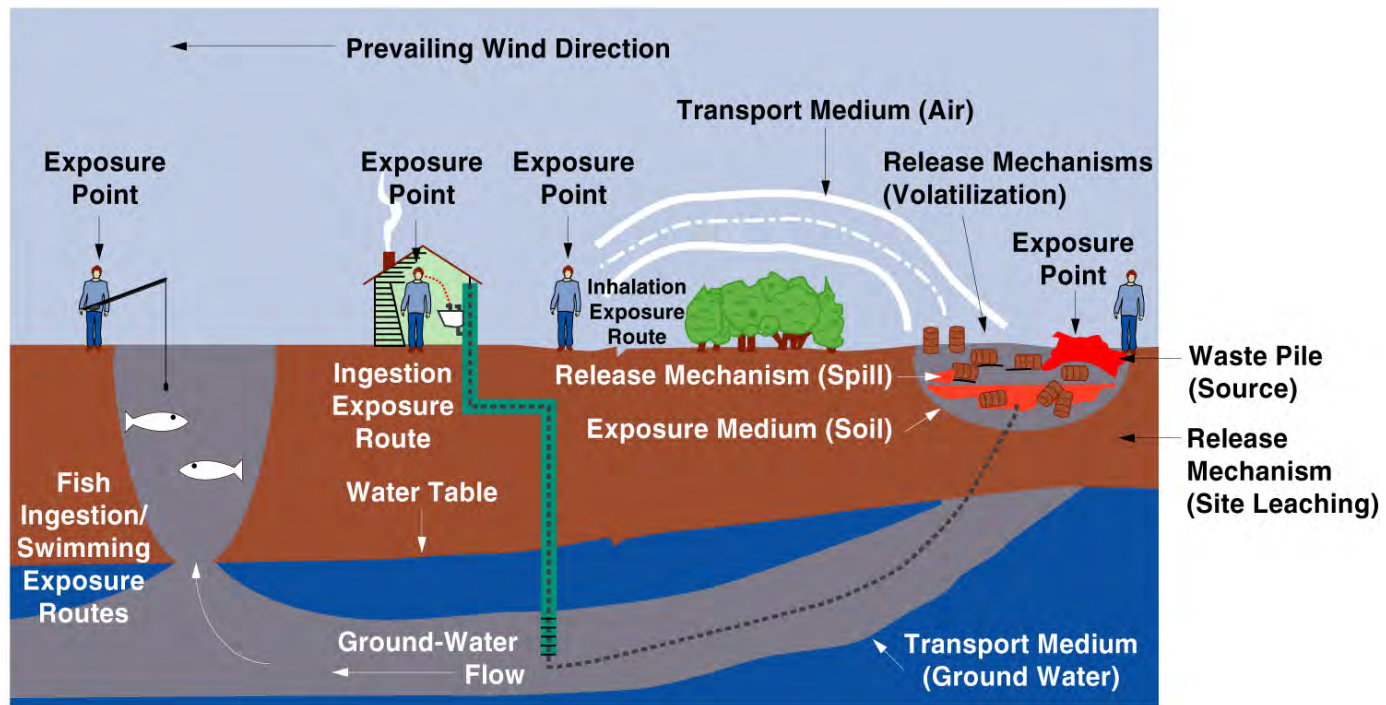 Prevailing Wind Direction
Transport Medium (Air)
Exposure
Point
Exposure
Point
Exposure
Point
Release Mechanisms
(Volatilization)
Exposure
Point
Inhalation
Exposure
Route
Waste Pile
(Source)
Ingestion
Exposure
Route
Release Mechanism (Spill)
Exposure Medium (Soil)
Release
Mechanism
(Site Leaching)
Water Table
Fish
Ingestion/
Swimming
Exposure
Routes
Ground-Water
Flow
Transport Medium
(Ground Water)